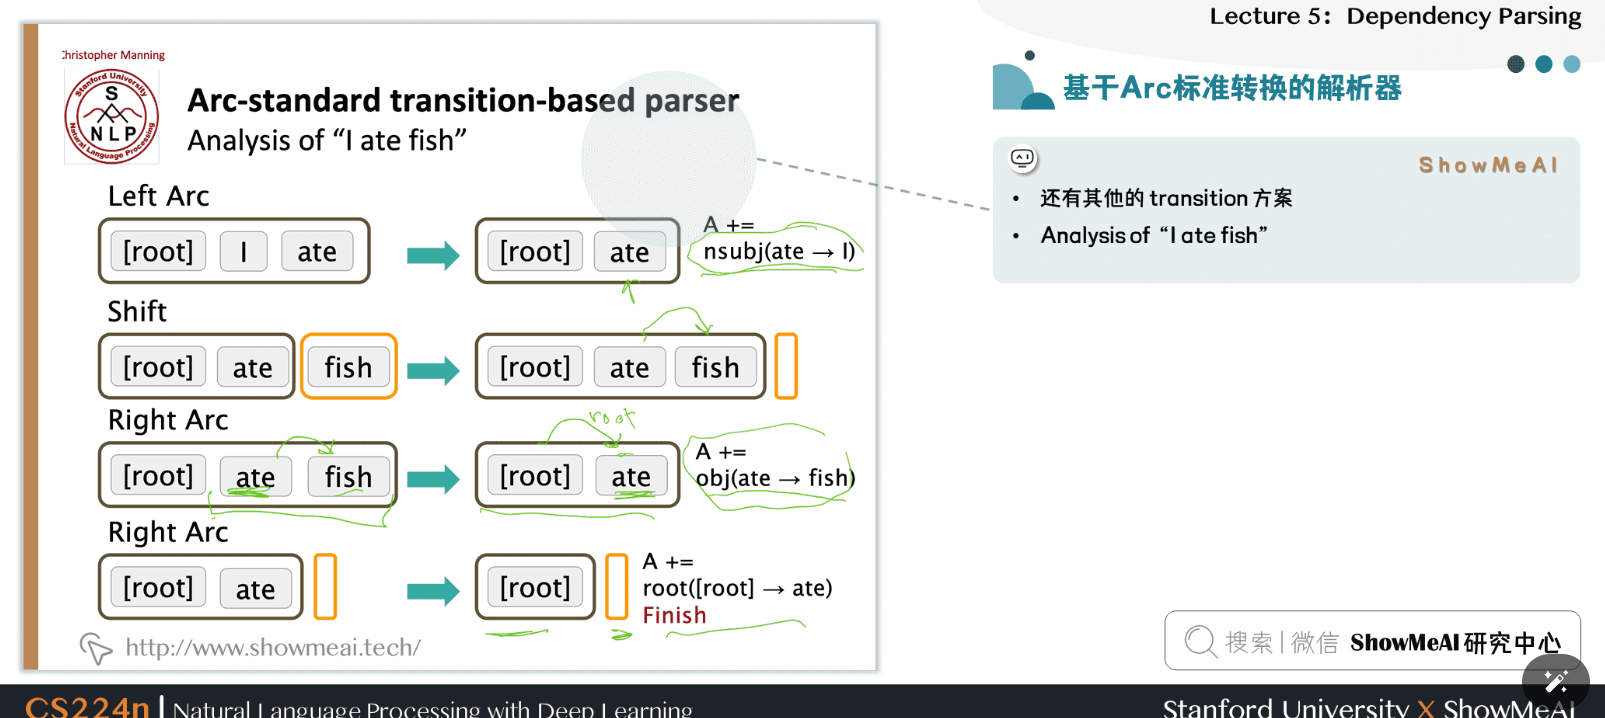 Lecture 5: Dependency Parsing
Christopher Manning
Stanford University
S
NLP
Natural Language Processing
Arc-standard transition-based parser
Analysis of “I ate fish”
Left Arc
[root] I ate
[root] ate
A +=
nsubj(ate → I)
Shift
[root] ate fish
[root] ate fish
Right Arc
[root] ate fish
root
[root] ate
A +=
obj(ate → fish)
Right Arc
[root] ate
[root]
A +=
root([root] → ate)
Finish
http://www.showmeai.tech/
基于Arc标准转换的解析器
ShowMeAI
• 还有其他的 transition 方案
• Analysis of “I ate fish”
搜索 | 微信 ShowMeAI 研究中心
CS224n | Natural Language Processing with Deep Learning
Stanford University X ShowMeAI